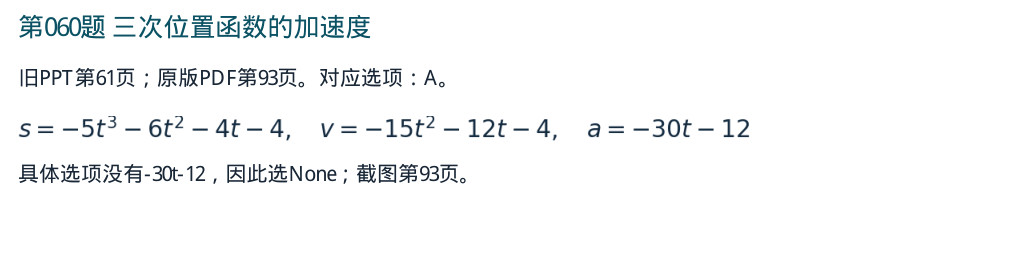 第060题 三次位置函数的加速度
旧PPT第61页；原版PDF第93页。对应选项：A。
s = −5t³ − 6t² − 4t − 4,   v = −15t² − 12t − 4,   a = −30t − 12
具体选项没有-30t-12，因此选None；截图第93页。